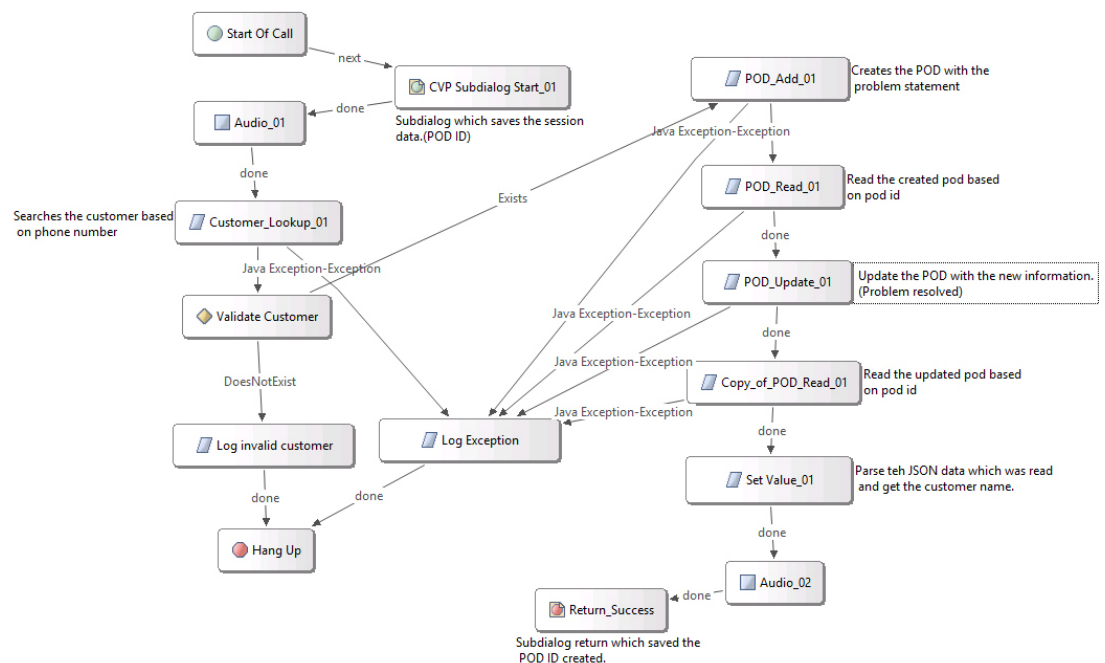 Start Of Call
next
CVP Subdialog Start_01
done
Subdialog which saves the session
data.(POD ID)
Audio_01
done
Searches the customer based
on phone number
Customer_Lookup_01
Java Exception-Exception
Validate Customer
Exists
DoesNotExist
Log invalid customer
done
Hang Up
POD_Add_01
Creates the POD with the
problem statement
Java Exception-Exception
POD_Read_01
Read the created pod based
on pod id
done
POD_Update_01
Update the POD with the new information.
(Problem resolved)
Java Exception-Exception
done
Java Exception-Exception
Copy_of_POD_Read_01
Read the updated pod based
on pod id
Java Exception-Exception
Log Exception
done
done
Set Value_01
Parse teh JSON data which was read
and get the customer name.
done
Audio_02
done
Return_Success
Subdialog return which saved the
POD ID created.